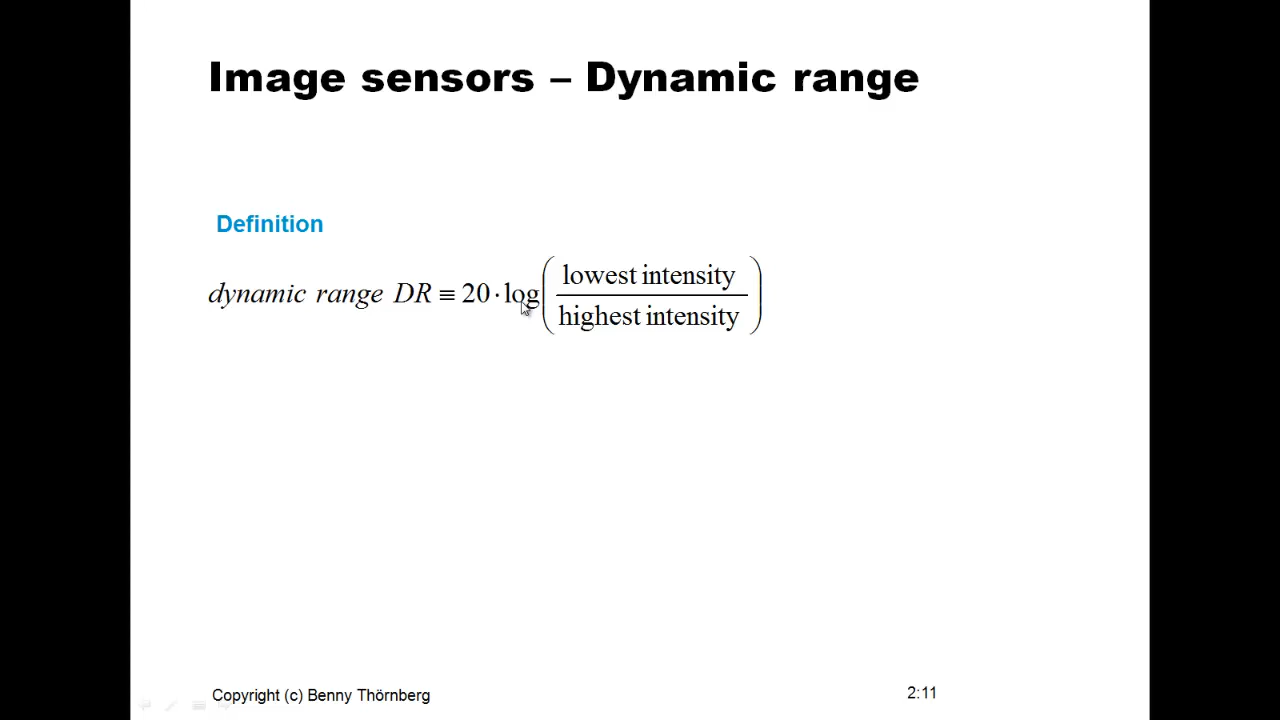 Image sensors – Dynamic range
Definition
dynamic range DR ≡ 20 · log( lowest intensity / highest intensity )
Copyright (c) Benny Thörnberg
2:11